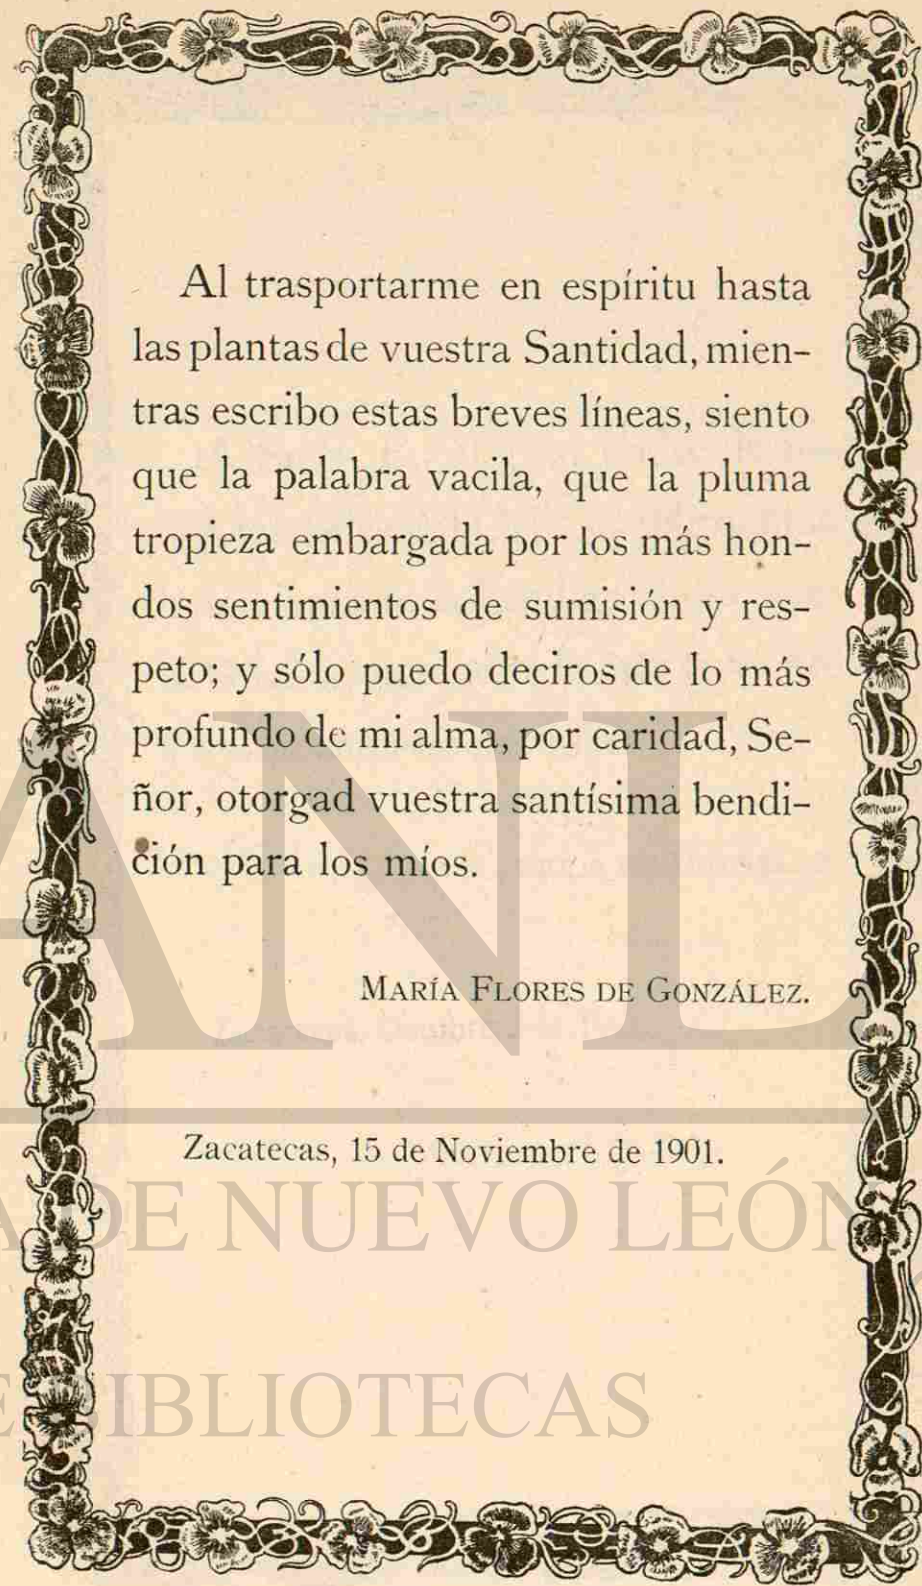 Al trasportarme en espíritu hasta
las plantas de vuestra Santidad, mien-
tras escribo estas breves líneas, siento
que la palabra vacila, que la pluma
tropieza embargada por los más hon-
dos sentimientos de sumisión y res-
peto; y sólo puedo deciros de lo más
profundo de mi alma, por caridad, Se-
ñor, otorgad vuestra santísima bendi-
ción para los míos.
MARÍA FLORES DE GONZÁLEZ.
Zacatecas, 15 de Noviembre de 1901.
ANL
DE NUEVO LEÓN
BIBLIOTECAS